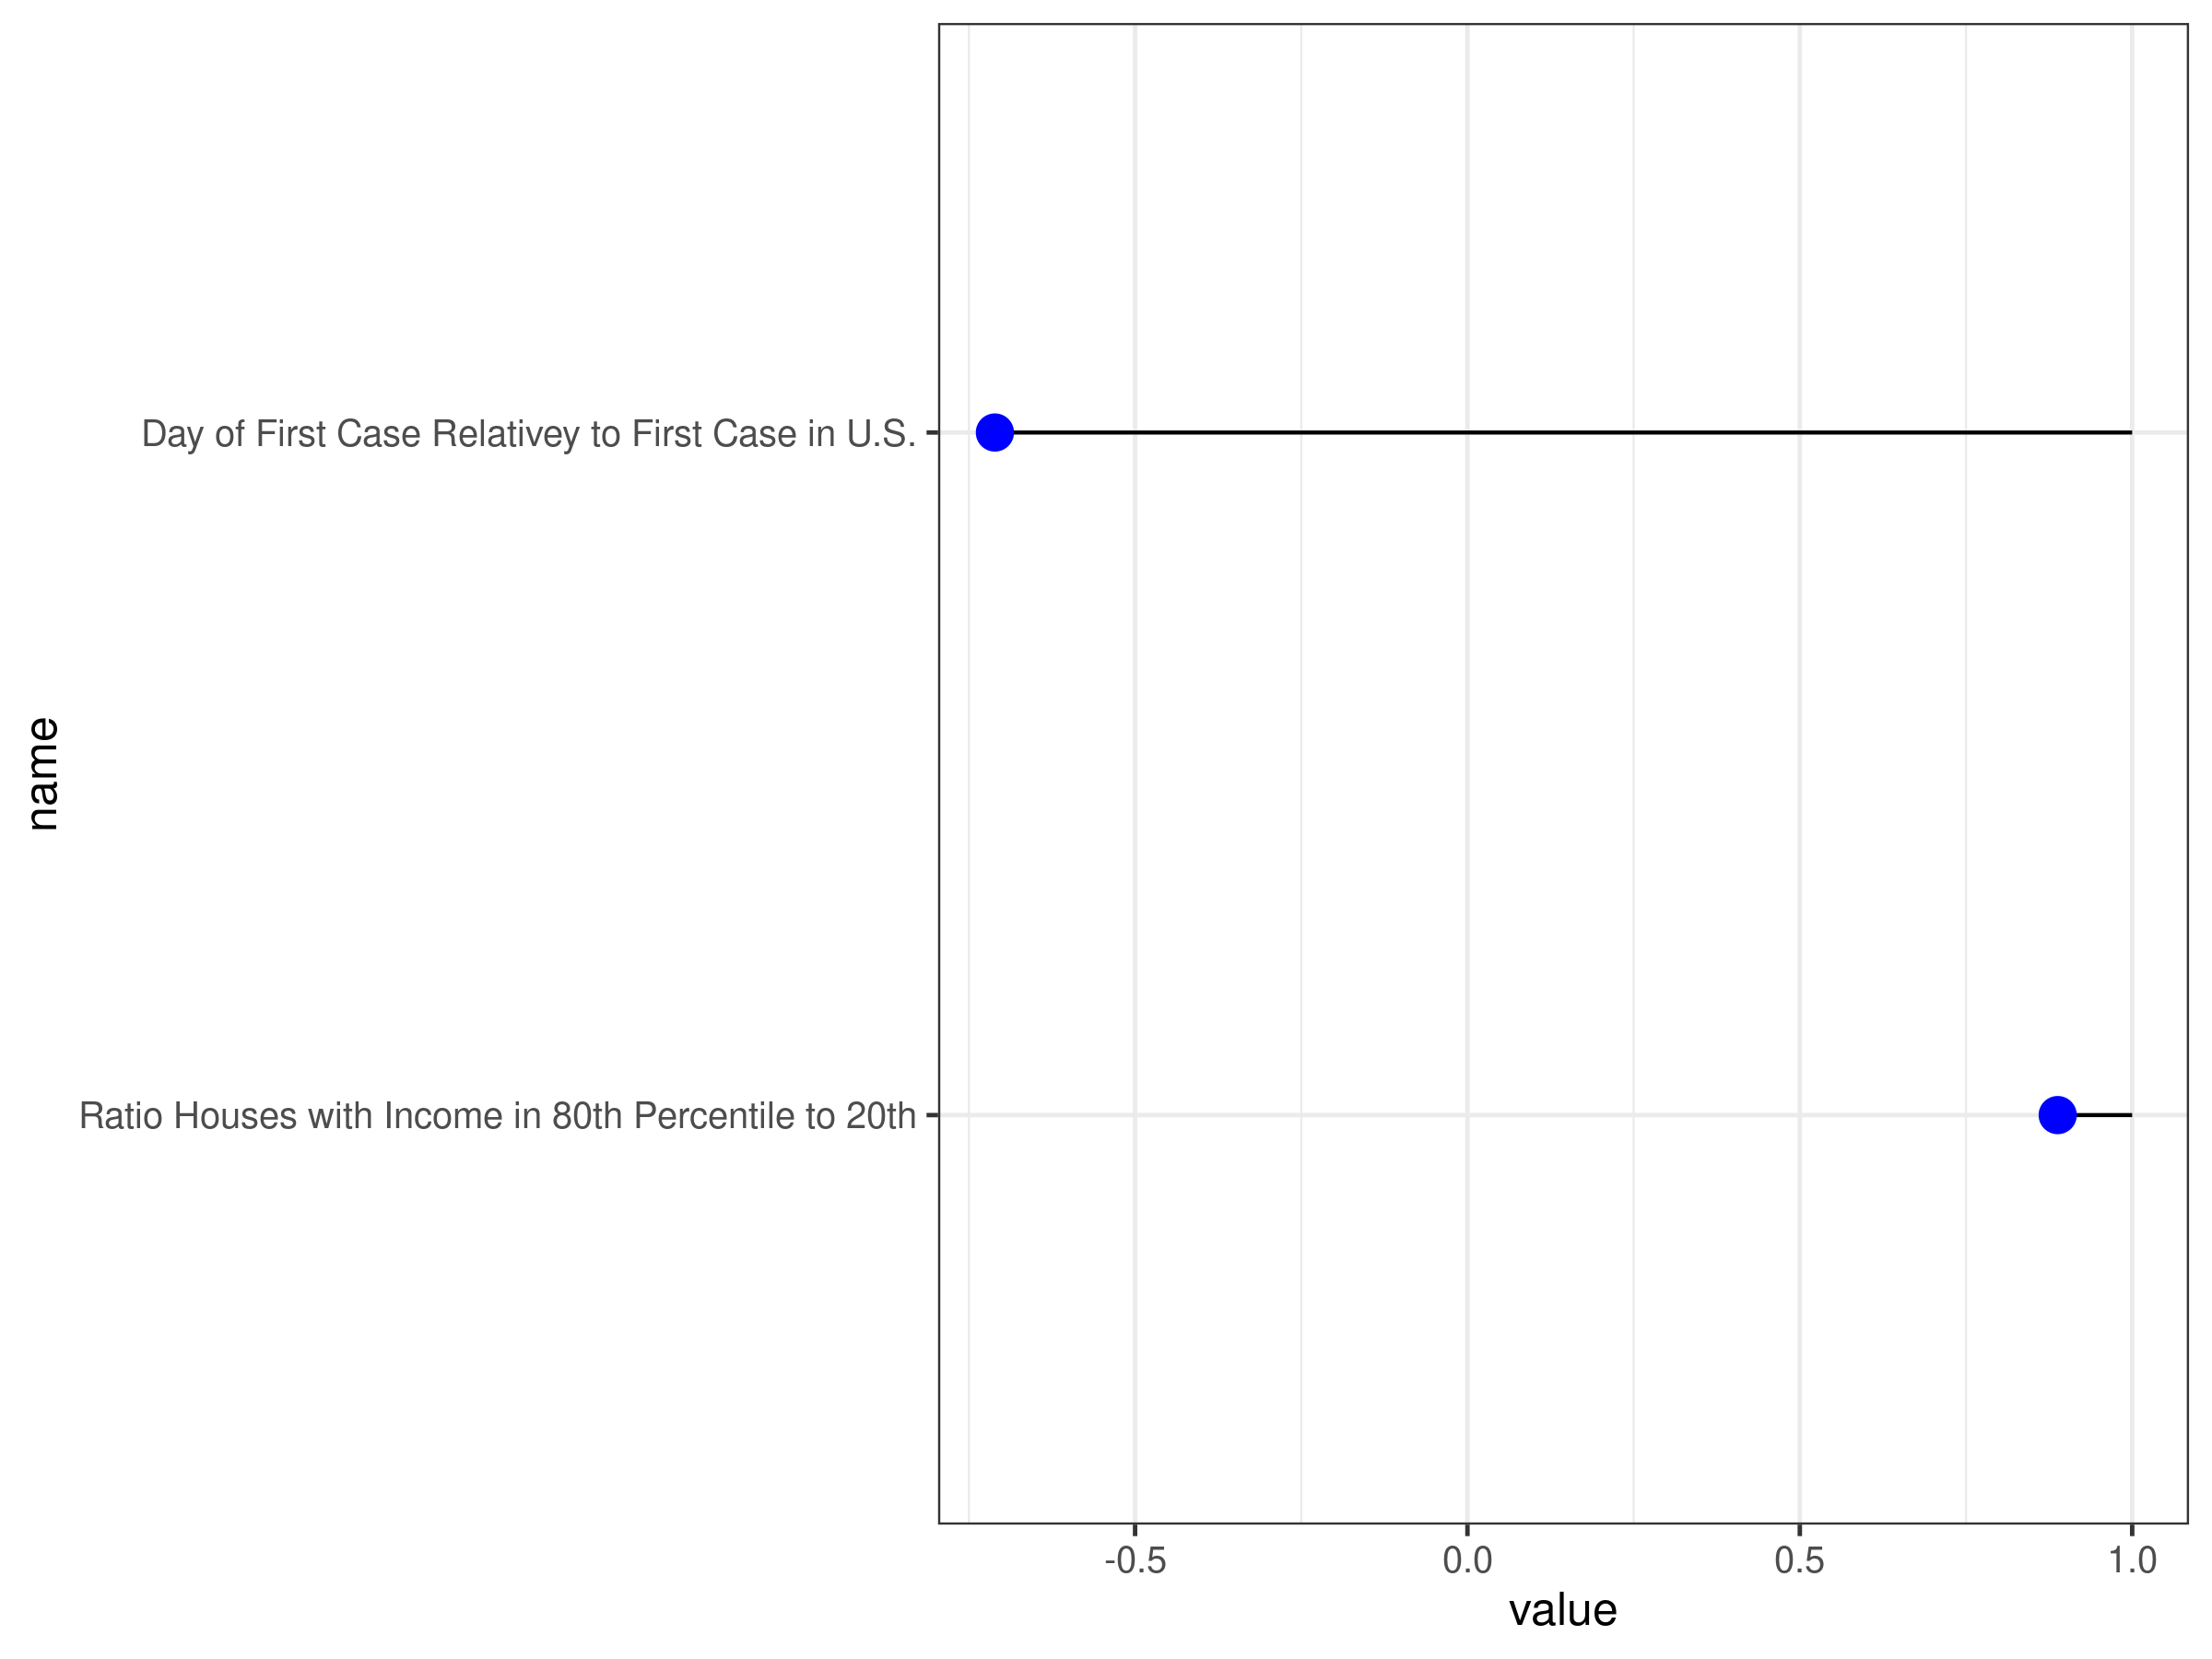 Day of First Case Relativey to First Case in U.S.
name
Ratio Houses with Income in 80th Percentile to 20th
-0.5 0.0 0.5 1.0
value